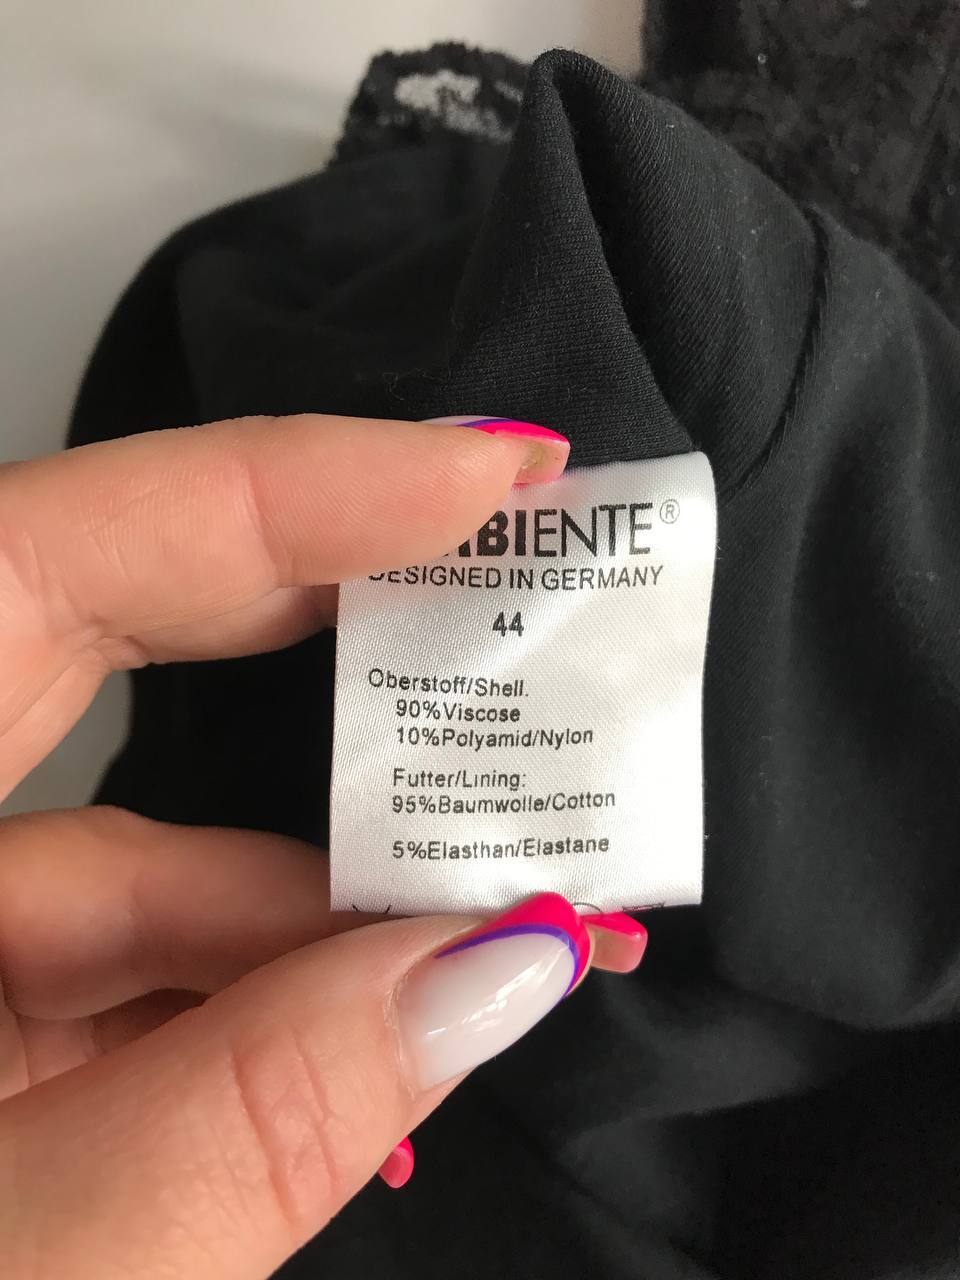 BIENTE®
DESIGNED IN GERMANY
44
Oberstoff/Shell.
90%Viscose
10%Polyamid/Nylon
Futter/Lining:
95%Baumwolle/Cotton
5%Elasthan/Elastane